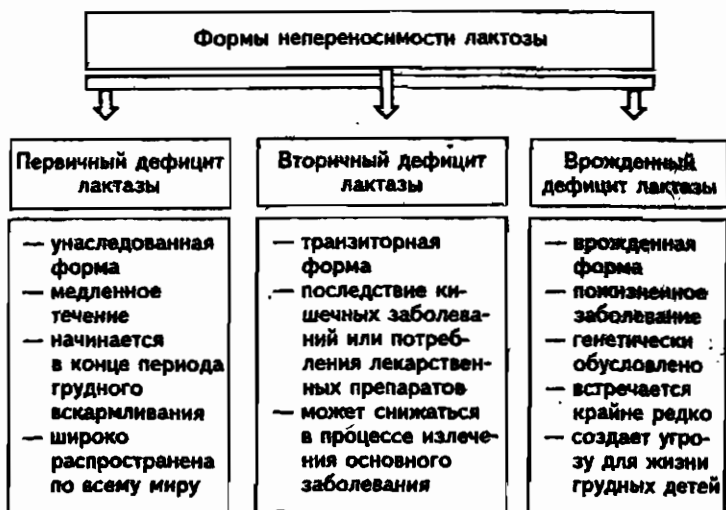 Формы непереносимости лактозы
Первичный дефицит
лактазы
— унаследованная
форма
— медленное
течение
— начинается
в конце периода
грудного
вскармливания
— широко
распространена
по всему миру
Вторичный дефицит
лактазы
— транзиторная
форма
— последствие ки-
шечных заболева-
ний или потреб-
ления лекарствен-
ных препаратов
— может снижаться
в процессе излече-
ния основного
заболевания
Врожденный
дефицит лактазы
— врожденная
форма
— пожизненное
заболевание
— генетически
обусловлено
— встречается
крайне редко
— создает угро-
зу для жизни
грудных детей